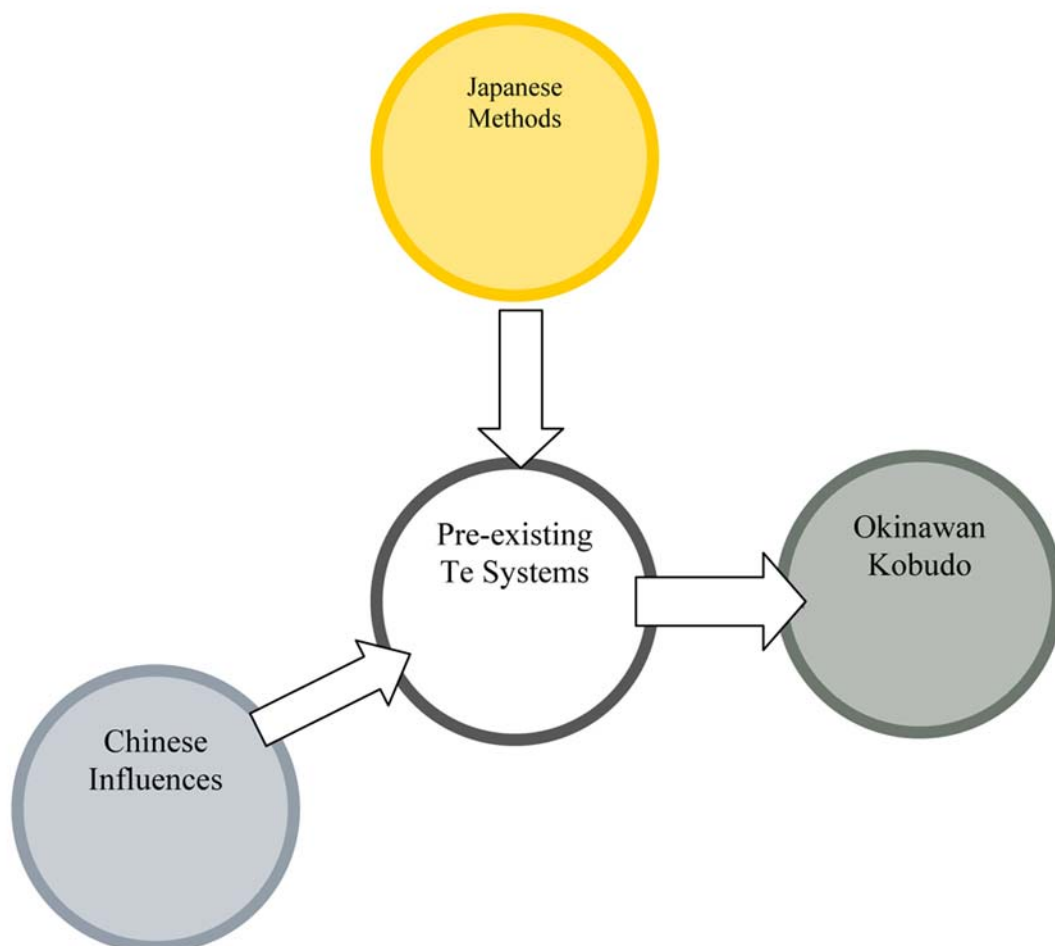 Japanese
Methods
Pre-existing
Te Systems
Okinawan
Kobudo
Chinese
Influences